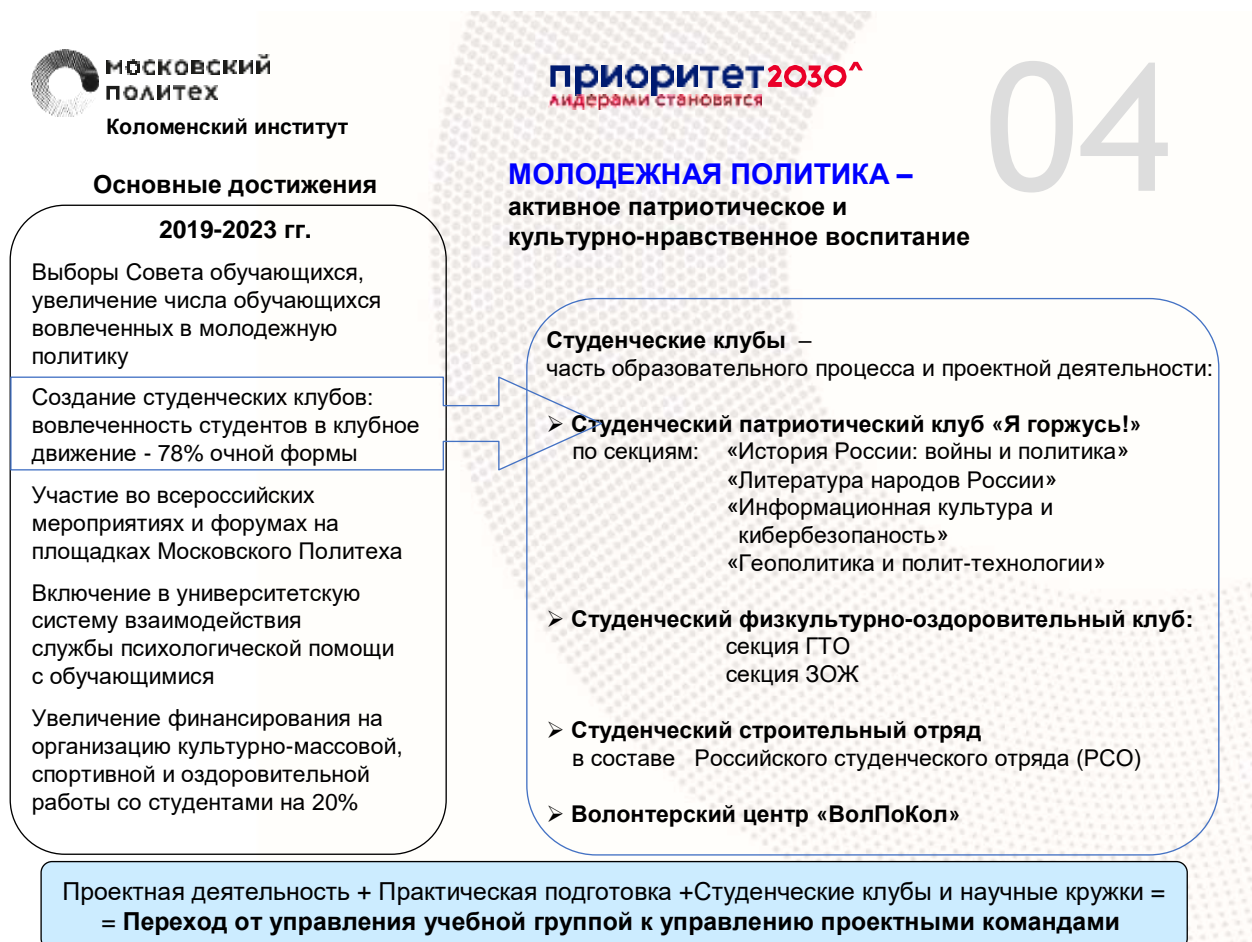 московский
политех
Коломенский институт
приоритет2030^
лидерами становятся
04
Основные достижения
2019-2023 гг.
Выборы Совета обучающихся,
увеличение числа обучающихся
вовлеченных в молодежную
политику
Создание студенческих клубов:
вовлеченность студентов в клубное
движение - 78% очной формы
Участие во всероссийских
мероприятиях и форумах на
площадках Московского Политеха
Включение в университетскую
систему взаимодействия
службы психологической помощи
с обучающимися
Увеличение финансирования на
организацию культурно-массовой,
спортивной и оздоровительной
работы со студентами на 20%
МОЛОДЕЖНАЯ ПОЛИТИКА –
активное патриотическое и
культурно-нравственное воспитание
Студенческие клубы –
часть образовательного процесса и проектной деятельности:
➢ Студенческий патриотический клуб «Я горжусь!»
по секциям: «История России: войны и политика»
«Литература народов России»
«Информационная культура и
кибербезопаность»
«Геополитика и полит-технологии»
➢ Студенческий физкультурно-оздоровительный клуб:
секция ГТО
секция ЗОЖ
➢ Студенческий строительный отряд
в составе Российского студенческого отряда (РСО)
➢ Волонтерский центр «ВолПоКол»
Проектная деятельность + Практическая подготовка +Студенческие клубы и научные кружки =
= Переход от управления учебной группой к управлению проектными командами